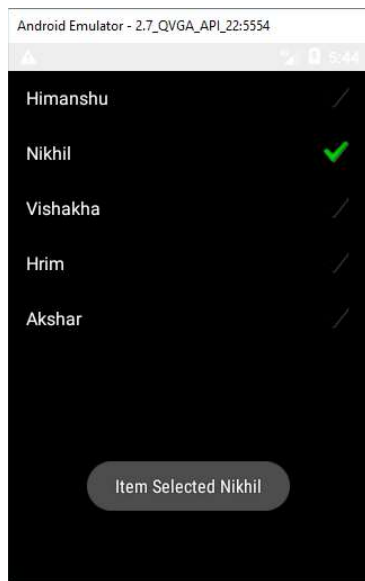 Android Emulator - 2.7_QVGA_API_22:5554
5:44
Himanshu
Nikhil
Vishakha
Hrim
Akshar
Item Selected Nikhil